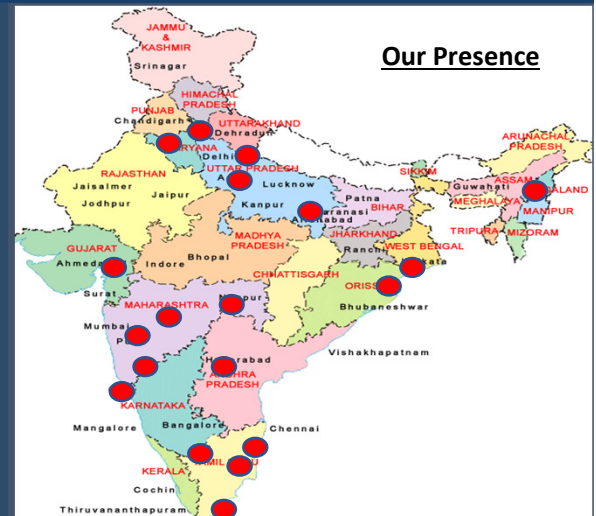 Our Presence
JAMMU
&
KASHMIR
Srinagar
HIMACHAL
PRADESH
PUNJAB
Chandigarh
UTTARAKHAND
Dehradun
ARUNACHAL
PRADESH
Delhi
UTTAR PRADESH
RAJASTHAN
Jaisalmer
Jodhpur
Jaipur
Lucknow
Kanpur
SIKKIM
Guwahati
ASSAM
MEGHALAYA
MANIPUR
TRIPURA
MIZORAM
Patna
BIHAR
JHARKHAND
Ranchi
WEST BENGAL
GUJARAT
MADHYA
PRADESH
Bhopal
Indore
CHHATTISGARH
Surat
MAHARASHTRA
Mumbai
Bhubaneshwar
Vishakhapatnam
PRADESH
KARNATAKA
Mangalore
Bangalore
Chennai
KERALA
Cochin
Thiruvananthapuram